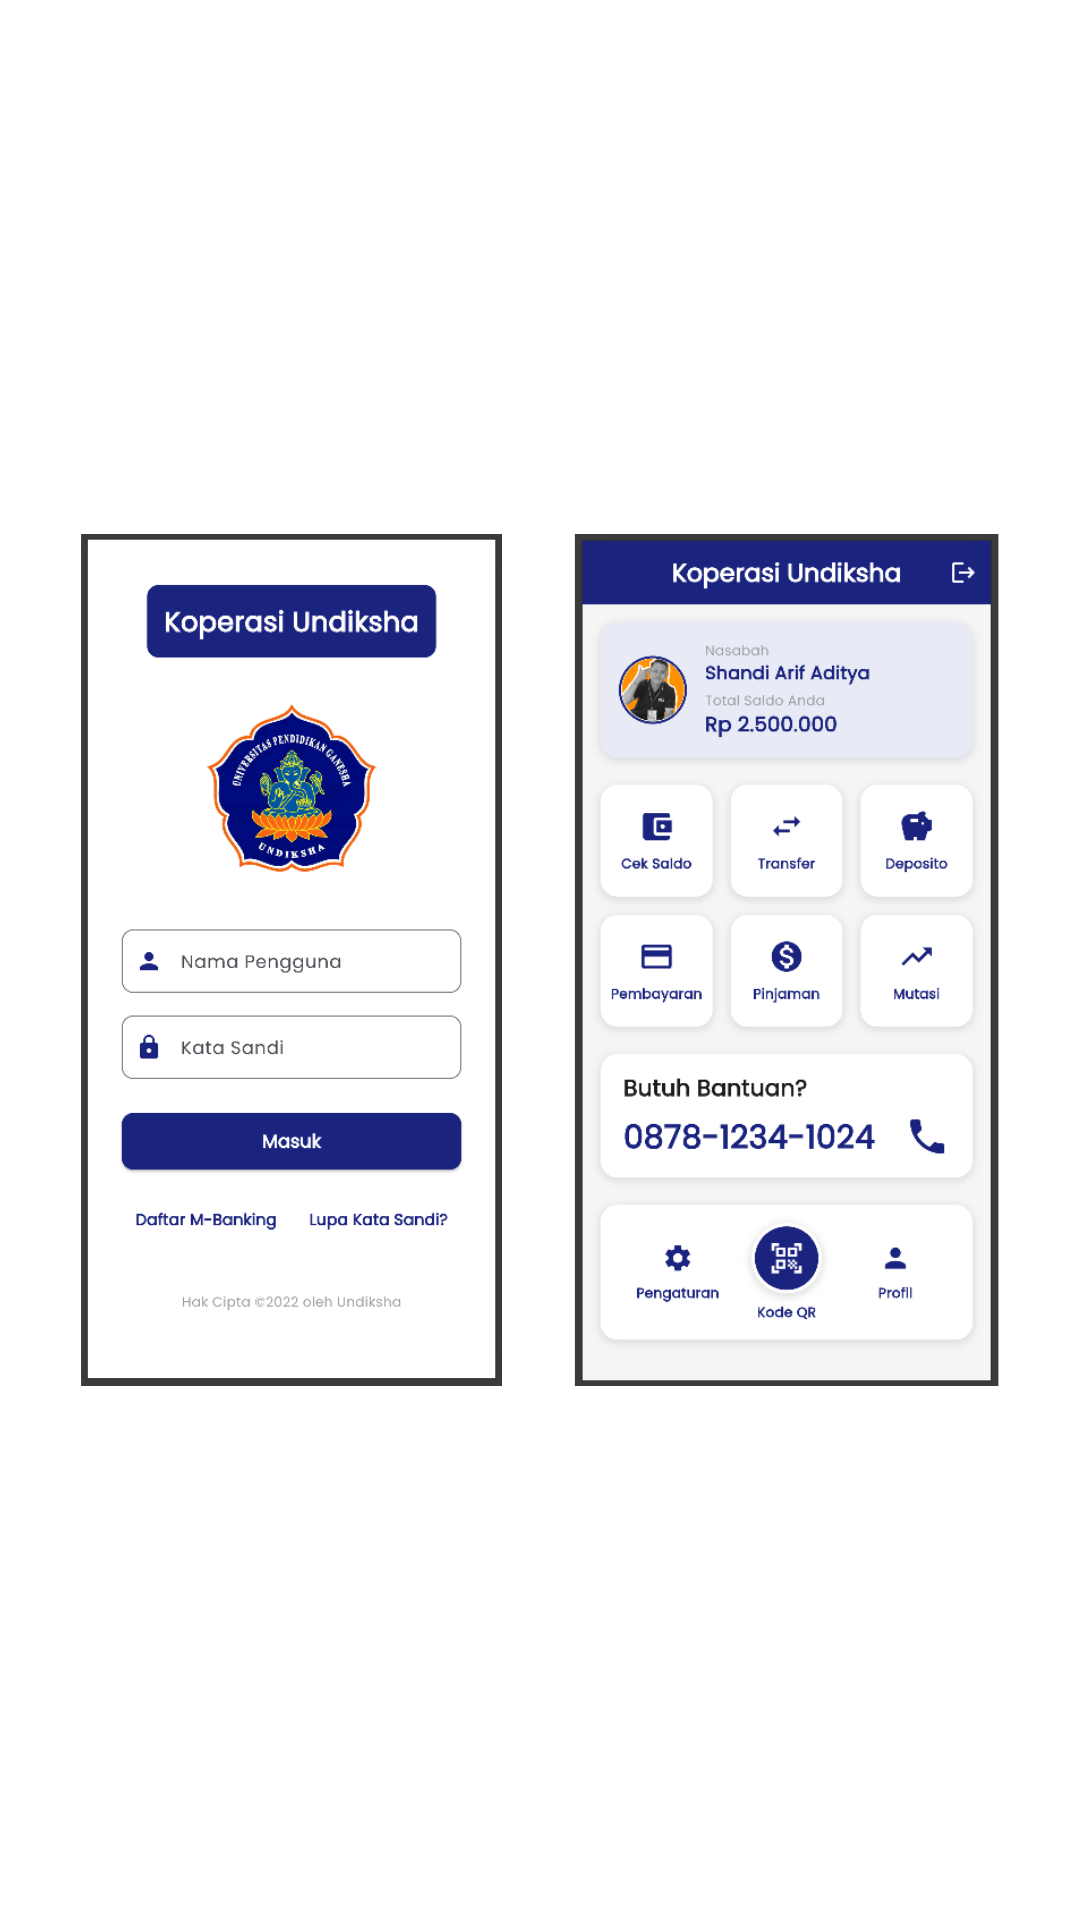 Koperasi Undiksha
UNIVERSITAS PENDIDIKAN GANESHA
UNDIKSHA
Nama Pengguna
Kata Sandi
Masuk
Daftar M-Banking Lupa Kata Sandi?
Hak Cipta ©2022 oleh Undiksha
Koperasi Undiksha
Nasabah
Shandi Arif Aditya
Total Saldo Anda
Rp 2.500.000
Cek Saldo Transfer Deposito
Pembayaran Pinjaman Mutasi
Butuh Bantuan?
0878-1234-1024
Pengaturan Kode QR Profil